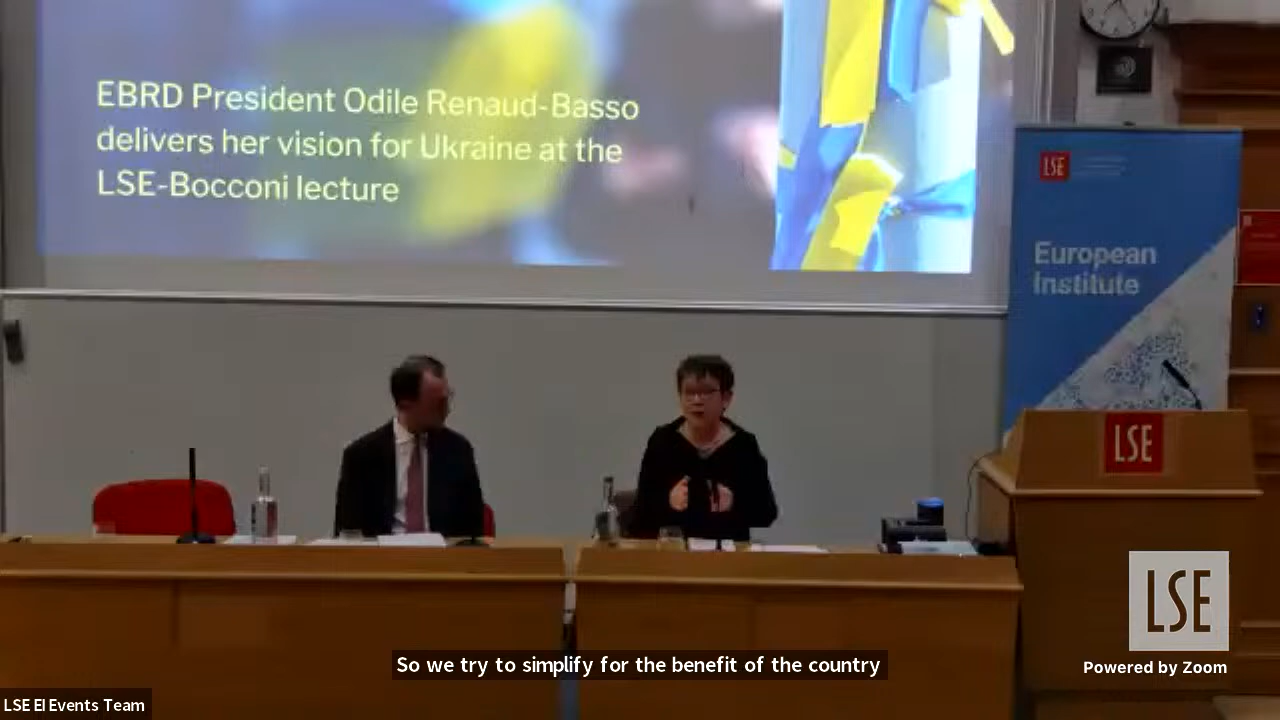 EBRD President Odile Renaud-Basso
delivers her vision for Ukraine at the
LSE-Bocconi lecture
LSE
European
Institute
LSE
LSE
Powered by Zoom
So we try to simplify for the benefit of the country
LSE EI Events Team